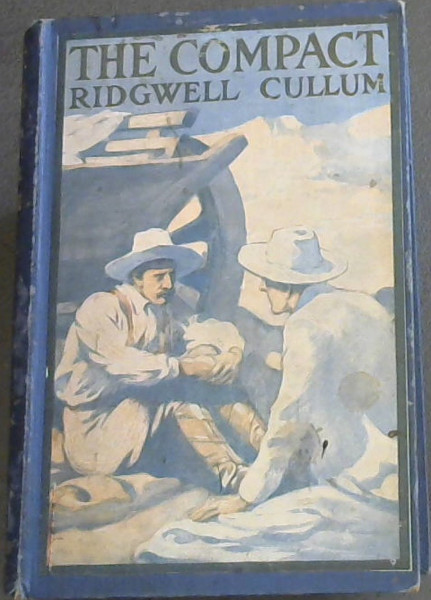 THE COMPACT
RIDGWELL CULLUM